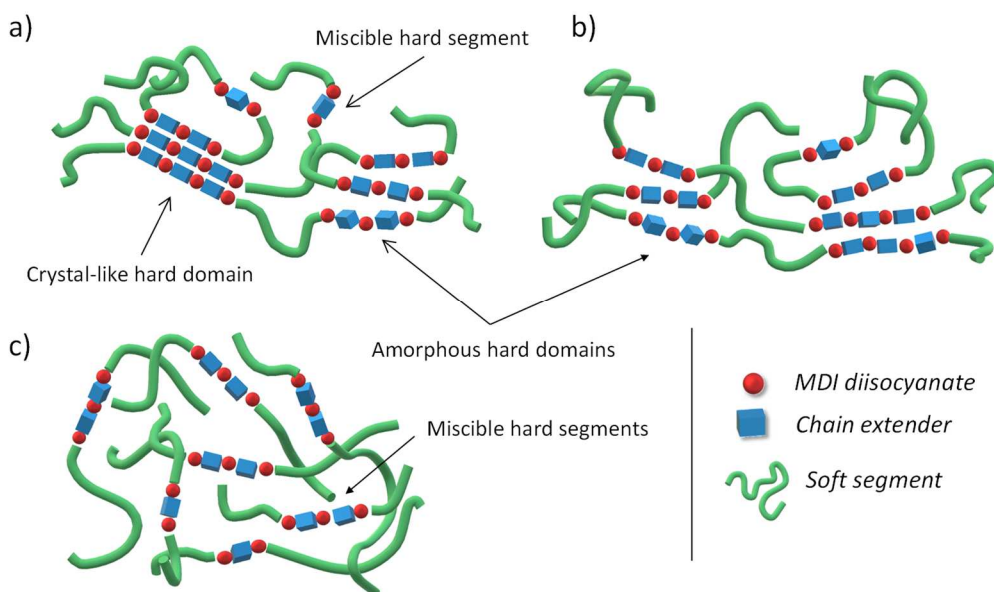 a)
Miscible hard segment
b)
Crystal-like hard domain
Amorphous hard domains
c)
Miscible hard segments
MDI diisocyanate
Chain extender
Soft segment